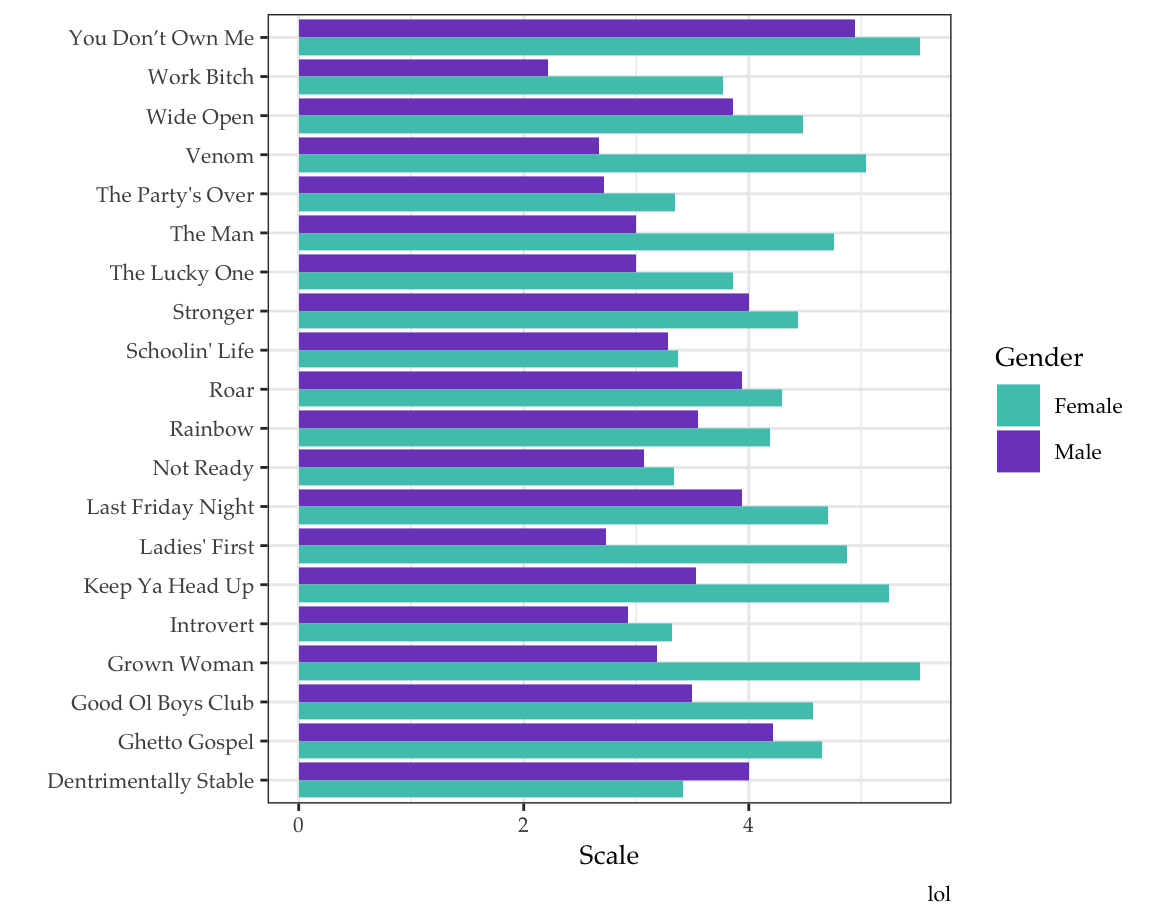 You Don’t Own Me
Work Bitch
Wide Open
Venom
The Party's Over
The Man
The Lucky One
Stronger
Schoolin' Life
Roar
Rainbow
Not Ready
Last Friday Night
Ladies' First
Keep Ya Head Up
Introvert
Grown Woman
Good Ol Boys Club
Ghetto Gospel
Dentrimentally Stable
0 2 4
Scale
Gender
Female
Male
lol